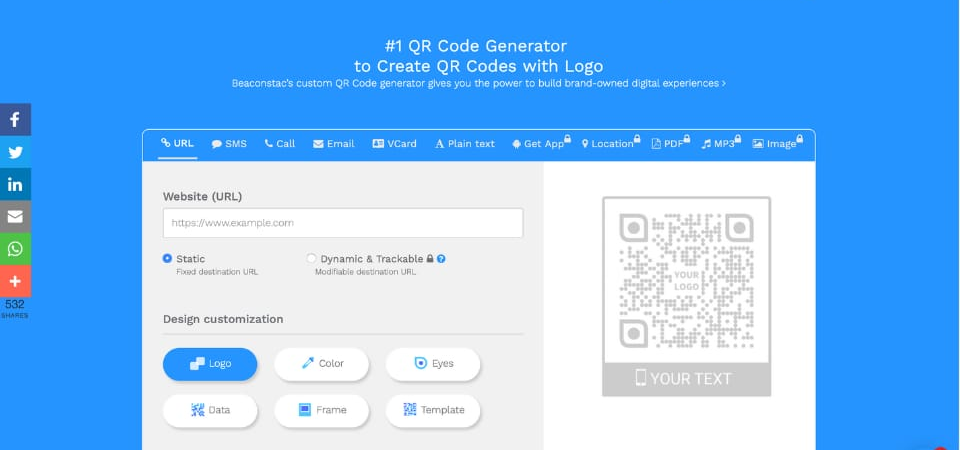 #1 QR Code Generator
to Create QR Codes with Logo
Beaconstac's custom QR Code generator gives you the power to build brand-owned digital experiences >
URL SMS Call Email VCard Plain text Get App Location PDF MP3 Image
Website (URL)
https://www.example.com
Static
Fixed destination URL
Dynamic & Trackable ?
Modifiable destination URL
Design customization
Logo Color Eyes
Data Frame Template
YOUR
LOGO
YOUR TEXT
532
SHARES